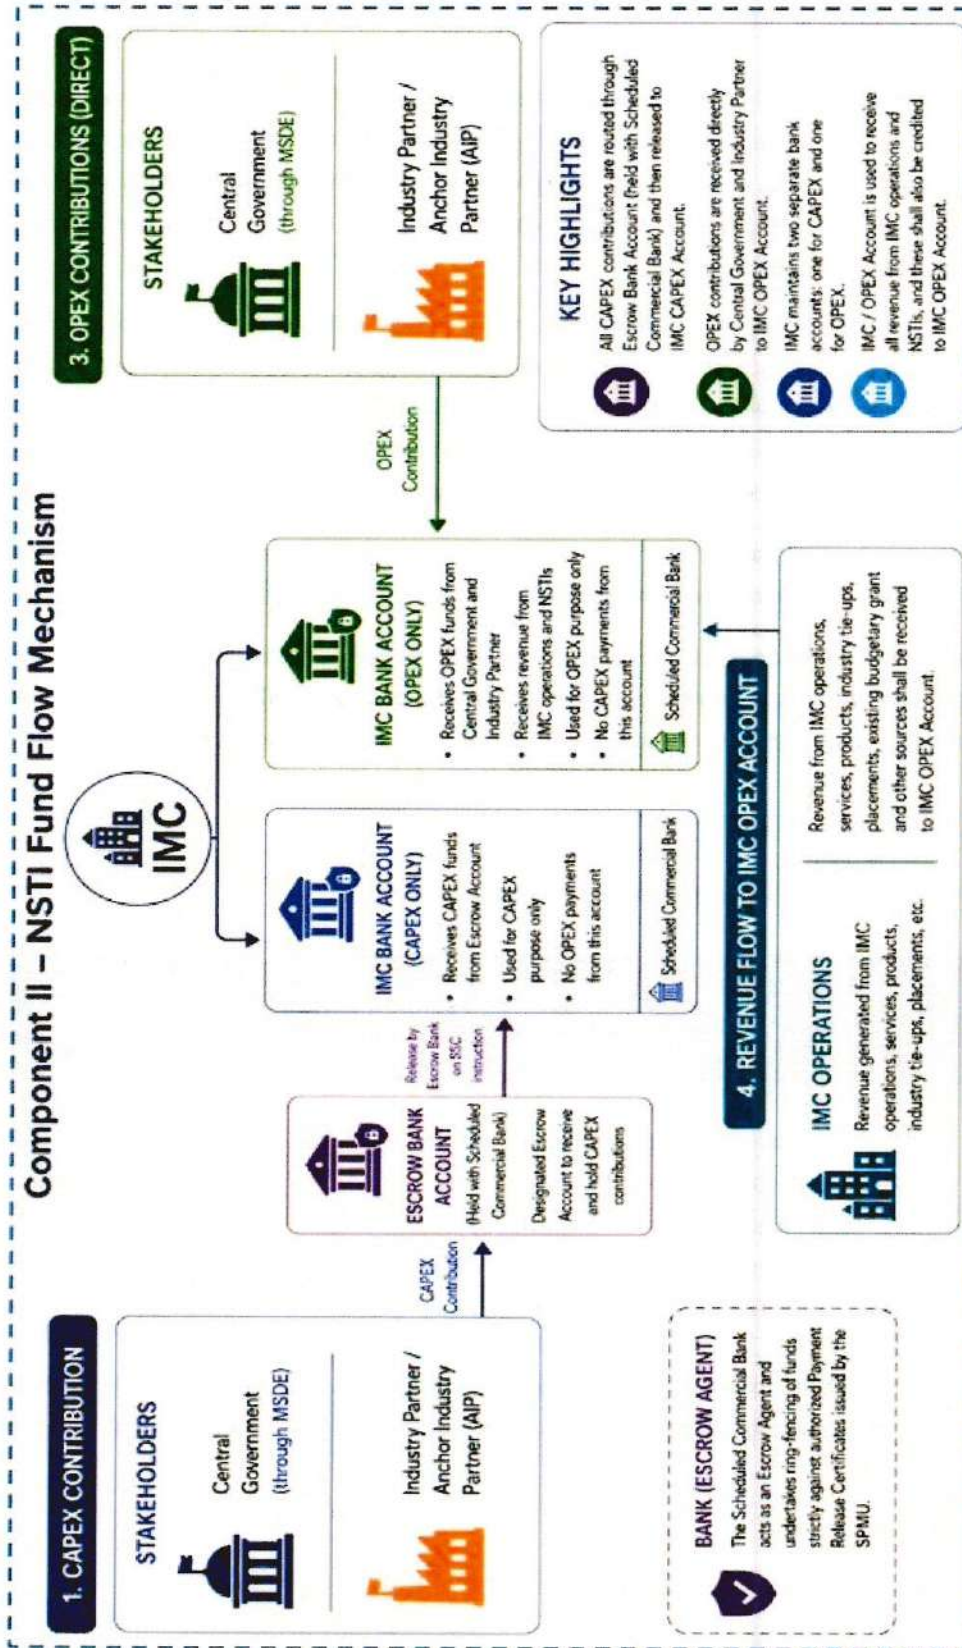 Component II – NSTI Fund Flow Mechanism
1. CAPEX CONTRIBUTION
STAKEHOLDERS
Central
Government
(through MSDE)
Industry Partner /
Anchor Industry
Partner (AIP)
CAPEX
Contribution
ESCROW BANK
ACCOUNT
(Held with Scheduled
Commercial Bank)
Designated Escrow
Account to receive
and hold CAPEX
contributions
Release by
Escrow Bank
on SSC
instruction
IMC
IMC BANK ACCOUNT
(CAPEX ONLY)
• Receives CAPEX funds
from Escrow Account
• Used for CAPEX
purpose only
• No OPEX payments
from this account
Scheduled Commercial Bank
IMC BANK ACCOUNT
(OPEX ONLY)
• Receives OPEX funds from
Central Government and
Industry Partner
• Receives revenue from
IMC operations and NSTIs
• Used for OPEX purpose only
• No CAPEX payments from
this account
Scheduled Commercial Bank
OPEX
Contribution
3. OPEX CONTRIBUTIONS (DIRECT)
STAKEHOLDERS
Central
Government
(through MSDE)
Industry Partner /
Anchor Industry
Partner (AIP)
BANK (ESCROW AGENT)
The Scheduled Commercial Bank
acts as an Escrow Agent and
undertakes ring-fencing of funds
strictly against authorized Payment
Release Certificates issued by the
SPMU.
4. REVENUE FLOW TO IMC OPEX ACCOUNT
IMC OPERATIONS
Revenue generated from IMC
operations, services, products,
industry tie-ups, placements, etc.
Revenue from IMC operations,
services, products, industry tie-ups,
placements, existing budgetary grant
and other sources shall be received
to IMC OPEX Account.
KEY HIGHLIGHTS
All CAPEX contributions are routed through
Escrow Bank Account (held with Scheduled
Commercial Bank) and then released to
IMC CAPEX Account.
OPEX contributions are received directly
by Central Government and Industry Partner
to IMC OPEX Account.
IMC maintains two separate bank
accounts: one for CAPEX and one
for OPEX.
IMC / OPEX Account is used to receive
all revenue from IMC operations and
NSTIs, and these shall also be credited
to IMC OPEX Account.